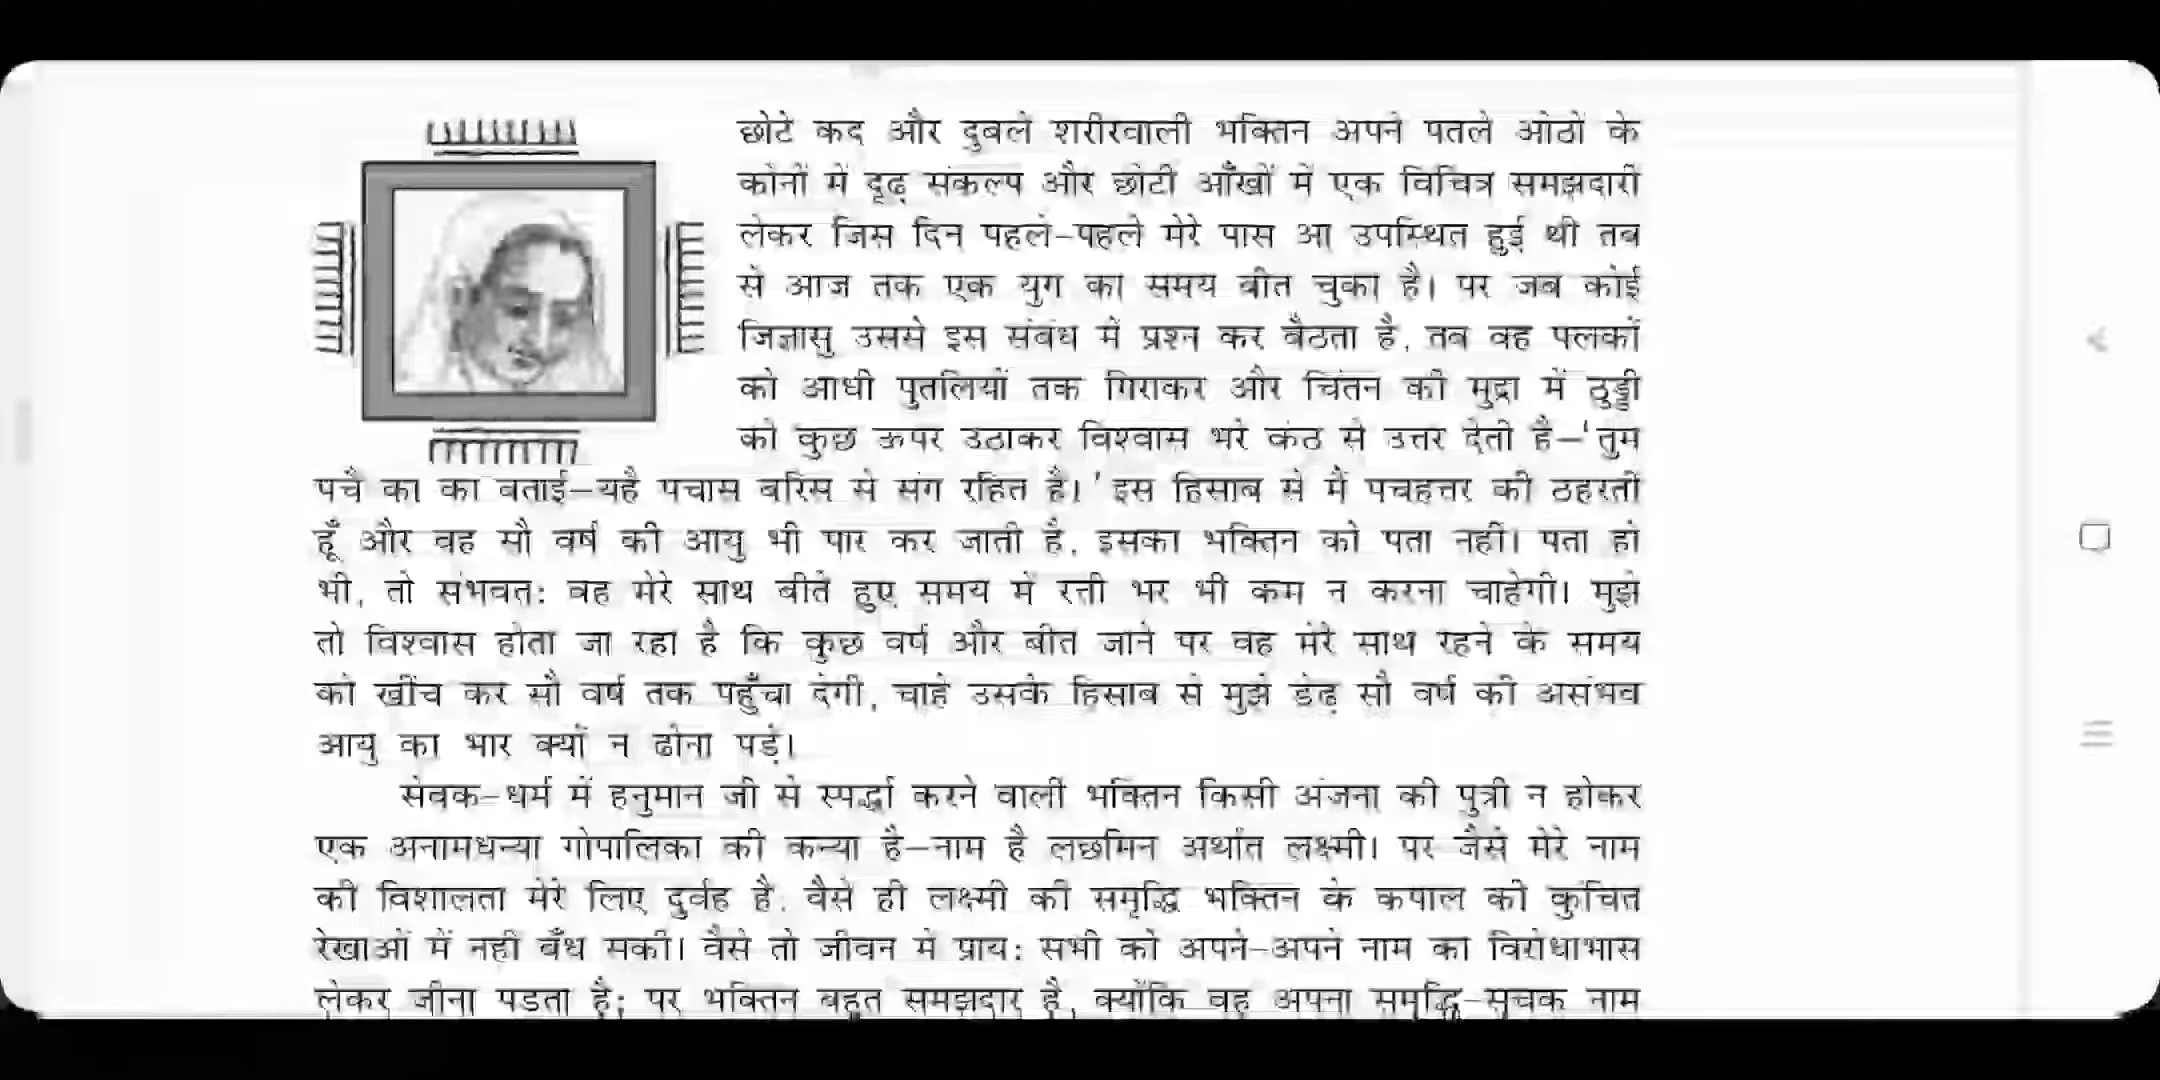 छोटे कद और दुबले शरीरवाली भक्तिन अपने पतले ओठों के
कोनों में दृढ़ संकल्प और छोटी आँखों में एक विचित्र समझदारी
लेकर जिस दिन पहले-पहले मेरे पास आ उपस्थित हुई थी तब
से आज तक एक युग का समय बीत चुका है। पर जब कोई
जिज्ञासु उससे इस संबंध में प्रश्न कर बैठता है, तब वह पलकों
को आधी पुतलियों तक गिराकर और चिंतन की मुद्रा में ठुड्डी
को कुछ ऊपर उठाकर विश्वास भरे कंठ से उत्तर देती है–'तुम
पचै का का बताई–यहै पचास बरिस से संग रहित है।' इस हिसाब से मैं पचहत्तर की ठहरती
हूँ और वह सौ वर्ष की आयु भी पार कर जाती है, इसका भक्तिन को पता नहीं। पता हो
भी, तो संभवत: वह मेरे साथ बीते हुए समय में रत्ती भर भी कम न करना चाहेगी। मुझे
तो विश्वास होता जा रहा है कि कुछ वर्ष और बीत जाने पर वह मेरे साथ रहने के समय
को खींच कर सौ वर्ष तक पहुँचा देगी, चाहे उसके हिसाब से मुझे डेढ़ सौ वर्ष की असंभव
आयु का भार क्यों न ढोना पड़े।
सेवक-धर्म में हनुमान जी से स्पर्द्धा करने वाली भक्तिन किसी अंजना की पुत्री न होकर
एक अनामधन्या गोपालिका की कन्या है–नाम है लछमिन अर्थात लक्ष्मी। पर जैसे मेरे नाम
की विशालता मेरे लिए दुर्वह है; वैसे ही लक्ष्मी की समृद्धि भक्तिन के कपाल की कुंचित
रेखाओं में नहीं बँध सकी। वैसे तो जीवन में प्राय: सभी को अपने-अपने नाम का विरोधाभास
लेकर जीना पड़ता है; पर भक्तिन बहुत समझदार है, क्योंकि वह अपना समृद्धि-सूचक नाम